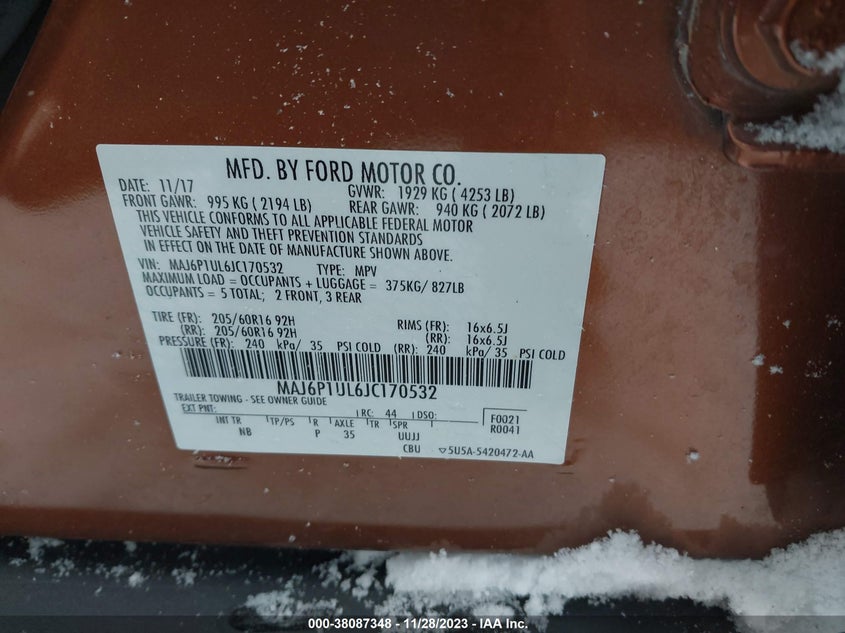 MFD. BY FORD MOTOR CO.
DATE: 11/17 GVWR: 1929 KG ( 4253 LB)
FRONT GAWR: 995 KG ( 2194 LB) REAR GAWR: 940 KG ( 2072 LB)
THIS VEHICLE CONFORMS TO ALL APPLICABLE FEDERAL MOTOR
VEHICLE SAFETY AND THEFT PREVENTION STANDARDS
IN EFFECT ON THE DATE OF MANUFACTURE SHOWN ABOVE.
VIN: MAJ6P1UL6JC170532 TYPE: MPV
MAXIMUM LOAD = OCCUPANTS + LUGGAGE = 375KG/ 827LB
OCCUPANTS = 5 TOTAL; 2 FRONT, 3 REAR
TIRE (FR): 205/60R16 92H RIMS (FR): 16x6.5J
(RR): 205/60R16 92H (RR): 16x6.5J
PRESSURE (FR): 240 kPa/ 35 PSI COLD (RR): 240 kPa/ 35 PSI COLD
MAJ6P1UL6JC170532
TRAILER TOWING - SEE OWNER GUIDE
EXT PNT: RC: 44 DSO: F0021
INT TR TP/PS R AXLE TR SPR R0041
NB P 35 UUJJ
CBU 5U5A-5420472-AA
000-38087348 - 11/28/2023 - IAA Inc.